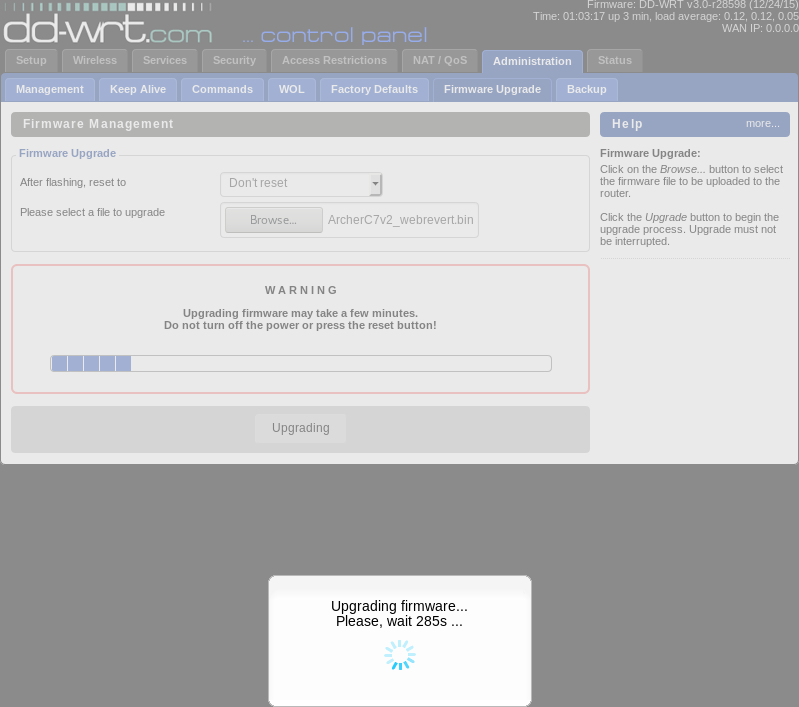 Firmware: DD-WRT v3.0-r28598 (12/24/15)
Time: 01:03:17 up 3 min, load average: 0.12, 0.12, 0.05
WAN IP: 0.0.0.0
dd-wrt.com ... control panel
Setup Wireless Services Security Access Restrictions NAT / QoS Administration Status
Management Keep Alive Commands WOL Factory Defaults Firmware Upgrade Backup
Firmware Management
Firmware Upgrade
After flashing, reset to Don't reset
Please select a file to upgrade Browse... ArcherC7v2_webrevert.bin
WARNING
Upgrading firmware may take a few minutes.
Do not turn off the power or press the reset button!
Upgrading
Help more...
Firmware Upgrade:
Click on the Browse... button to select
the firmware file to be uploaded to the
router.
Click the Upgrade button to begin the
upgrade process. Upgrade must not
be interrupted.
Upgrading firmware...
Please, wait 285s ...